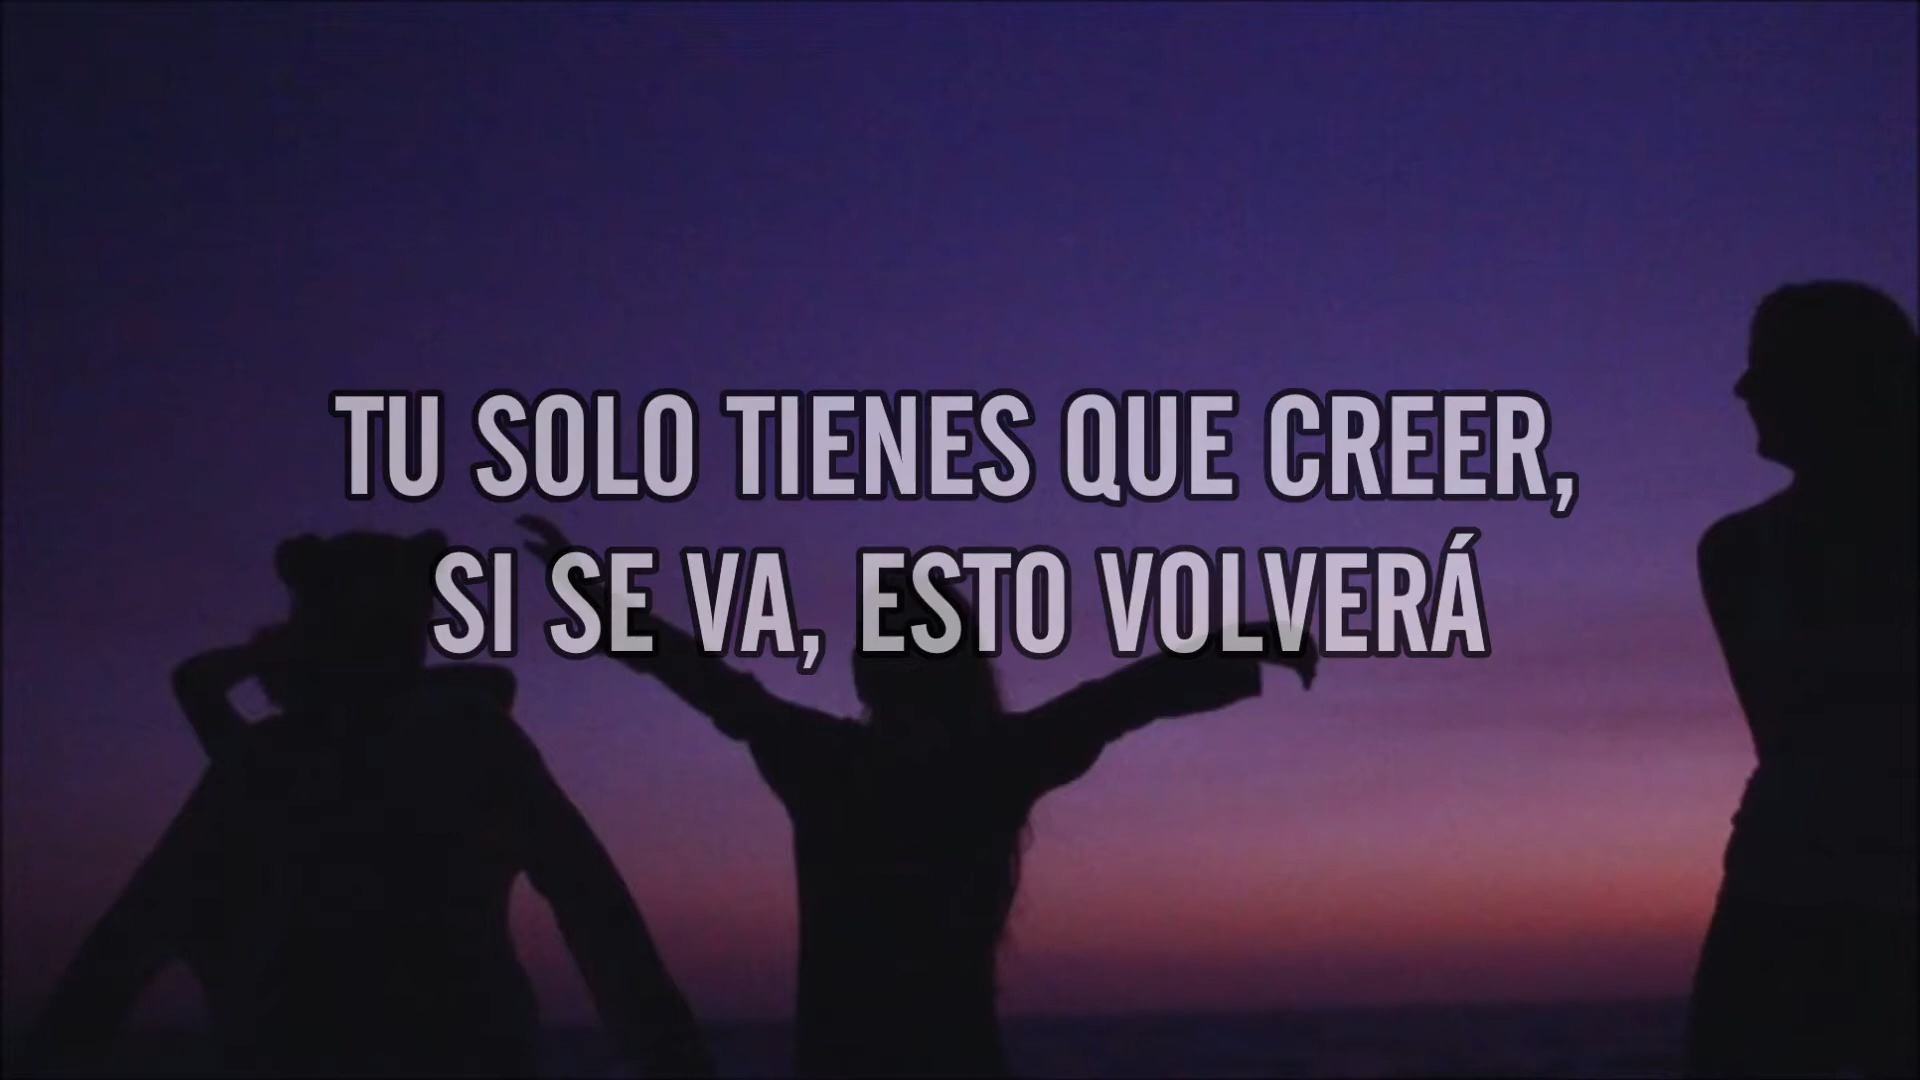 TU SOLO TIENES QUE CREER,
SI SE VA, ESTO VOLVERÁ